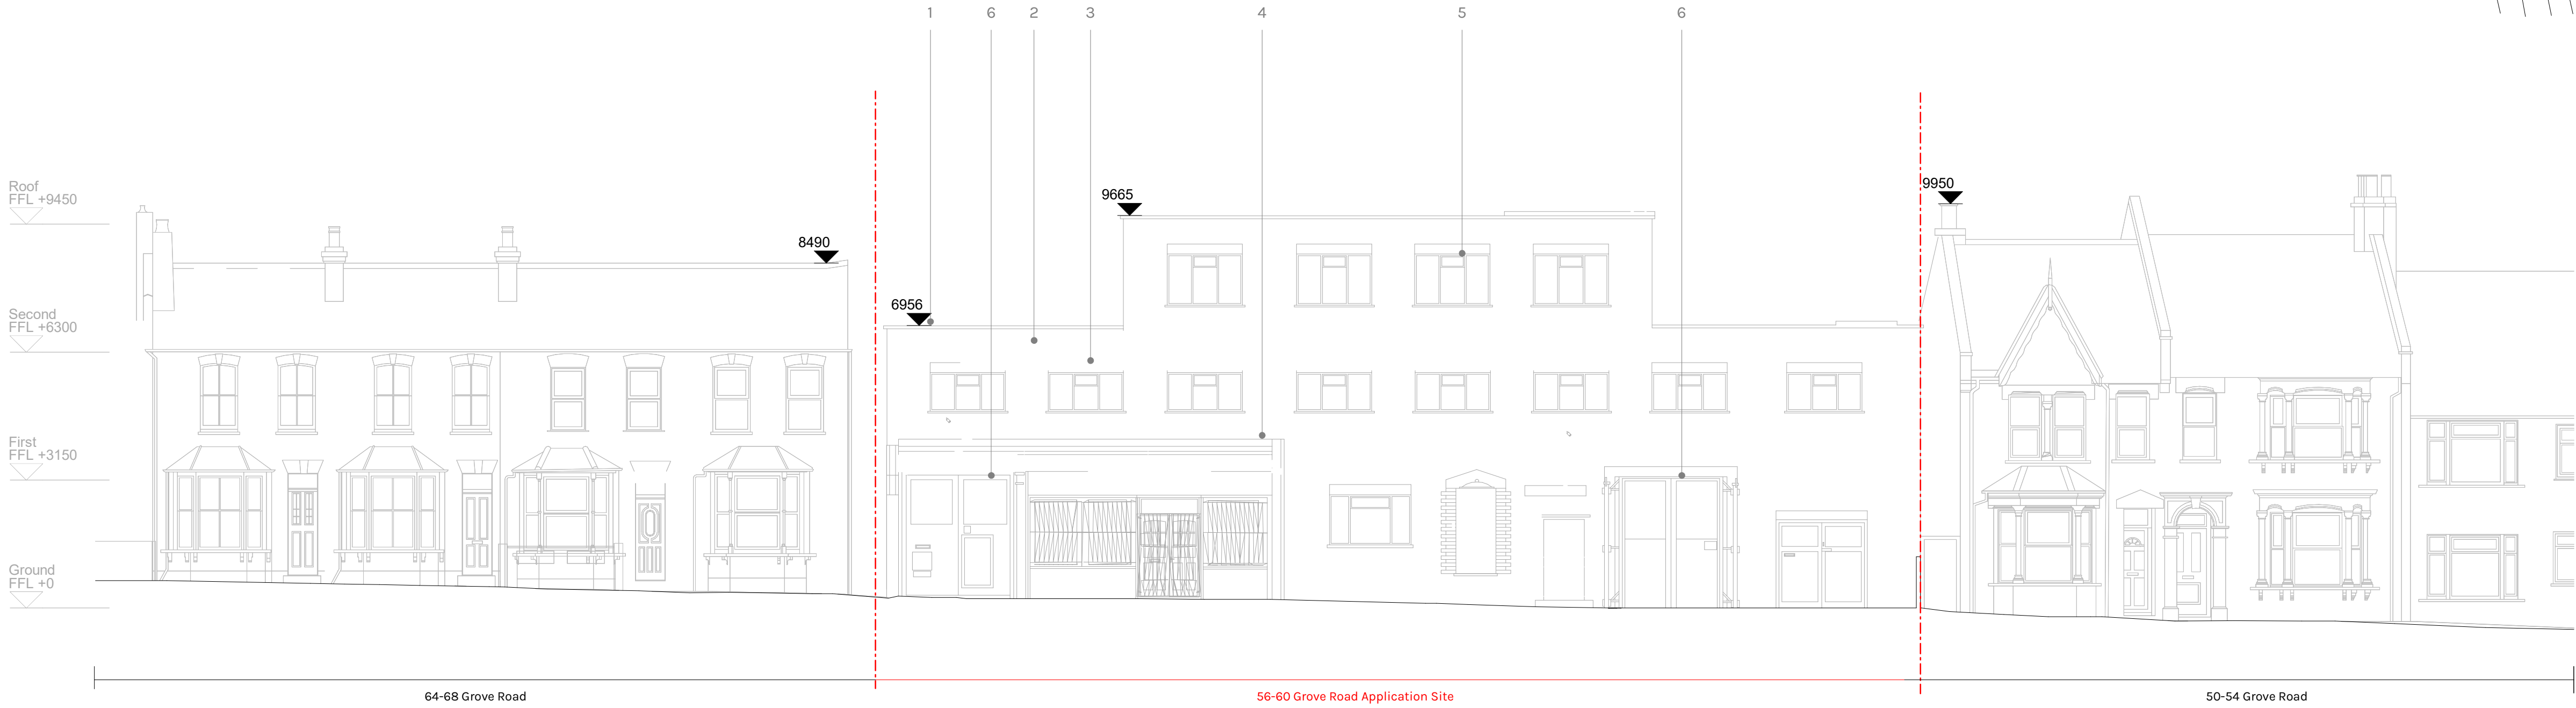 1
6
2
3
4
5
6
Roof
FFL +9450
9665
9950
8490
6956
Second
FFL +6300
First
FFL +3150
Ground
FFL +0
64-68 Grove Road
56-60 Grove Road Application Site
50-54 Grove Road